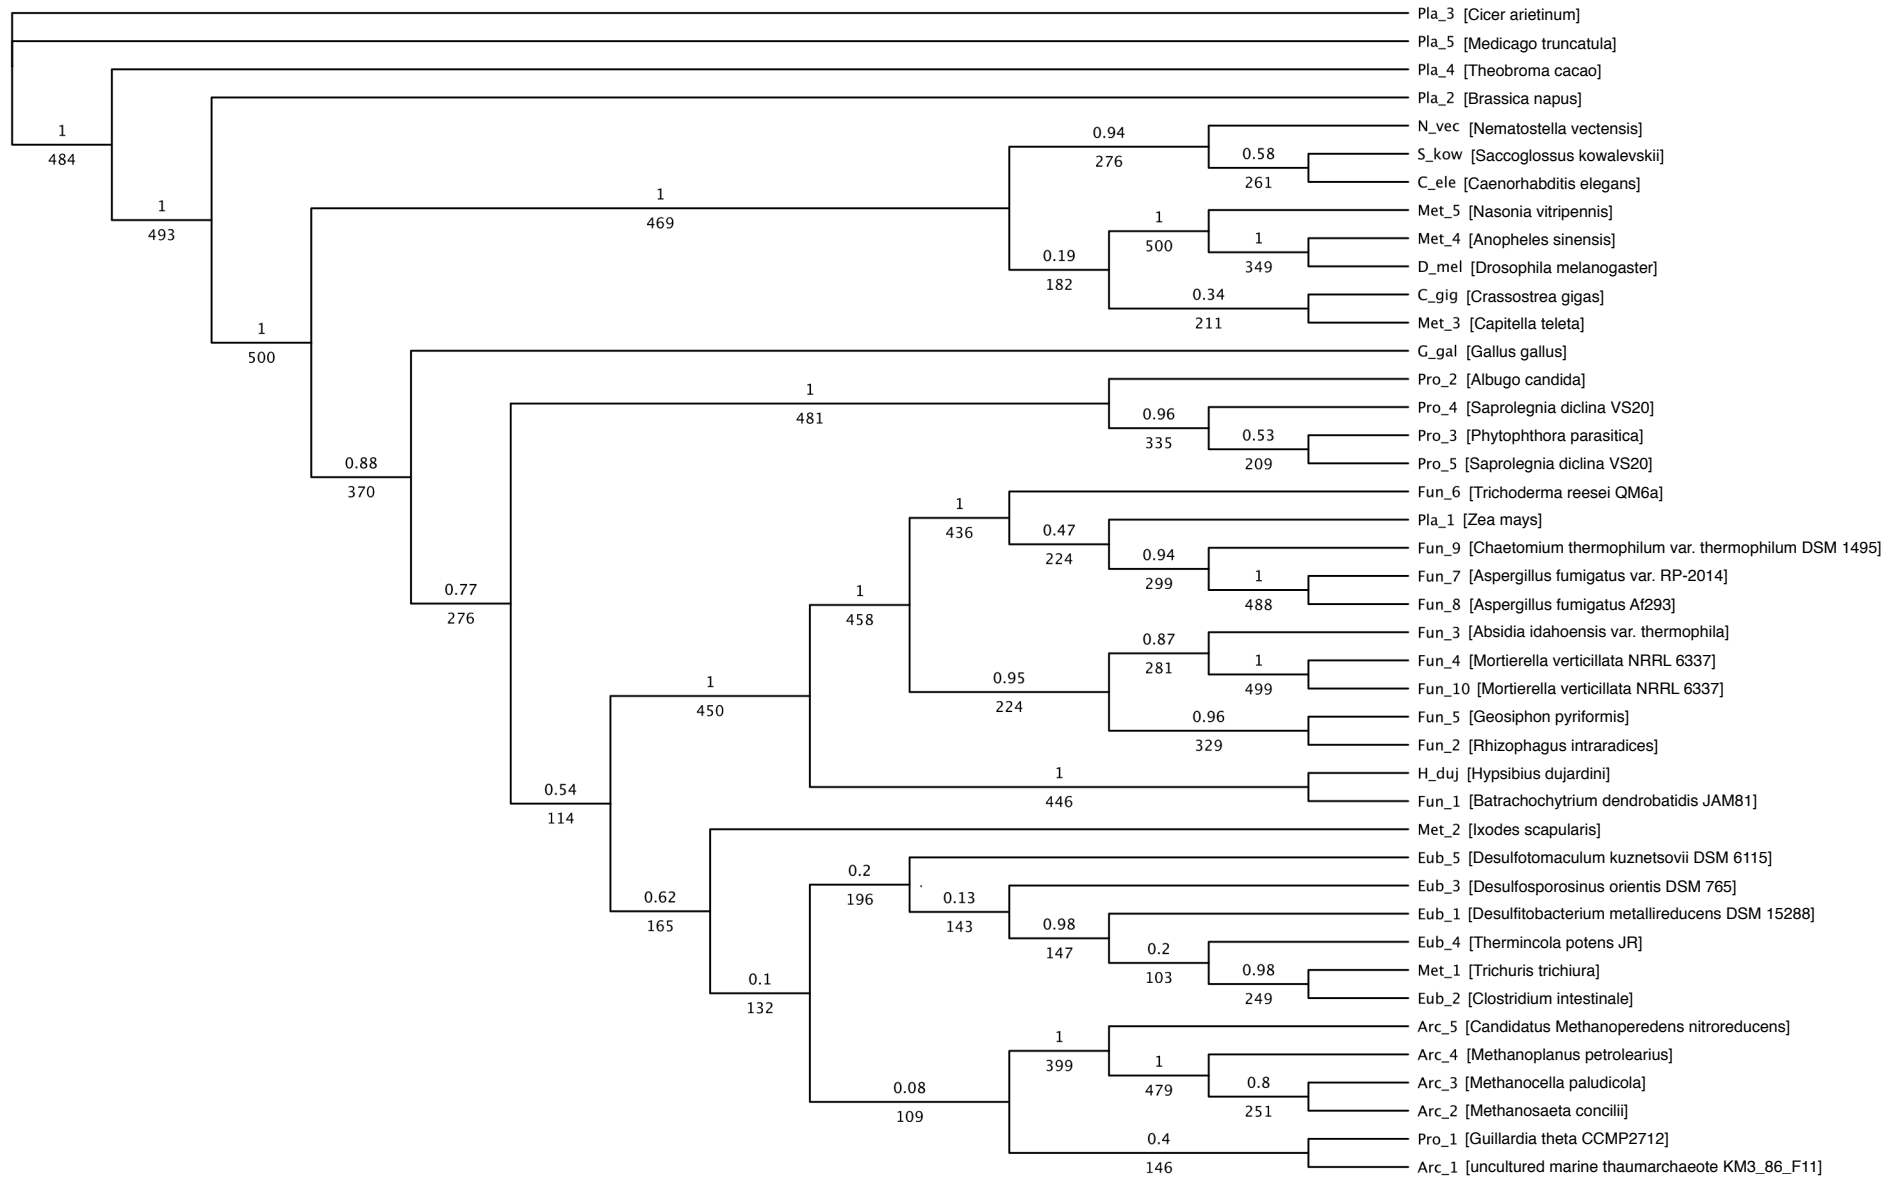 Pla_3 [Cicer arietinum]
Pla_5 [Medicago truncatula]
Pla_4 [Theobroma cacao]
Pla_2 [Brassica napus]
N_vec [Nematostella vectensis]
1
0.94
484
276
S_kow [Saccoglossus kowalevskii]
0.58
261
C_ele [Caenorhabditis elegans]
1
493
1
469
Met_5 [Nasonia vitripennis]
1
500
Met_4 [Anopheles sinensis]
1
349
D_mel [Drosophila melanogaster]
0.19
182
C_gig [Crassostrea gigas]
0.34
211
Met_3 [Capitella teleta]
1
500
G_gal [Gallus gallus]
Pro_2 [Albugo candida]
1
481
Pro_4 [Saprolegnia diclina VS20]
0.96
335
Pro_3 [Phytophthora parasitica]
0.53
209
Pro_5 [Saprolegnia diclina VS20]
0.88
370
Fun_6 [Trichoderma reesei QM6a]
1
436
Pla_1 [Zea mays]
0.47
224
Fun_9 [Chaetomium thermophilum var. thermophilum DSM 1495]
0.94
299
Fun_7 [Aspergillus fumigatus var. RP-2014]
1
488
Fun_8 [Aspergillus fumigatus Af293]
0.77
276
1
458
Fun_3 [Absidia idahoensis var. thermophila]
0.87
281
Fun_4 [Mortierella verticillata NRRL 6337]
1
499
Fun_10 [Mortierella verticillata NRRL 6337]
0.95
224
1
450
Fun_5 [Geosiphon pyriformis]
0.96
329
Fun_2 [Rhizophagus intraradices]
H_duj [Hypsibius dujardini]
1
446
Fun_1 [Batrachochytrium dendrobatidis JAM81]
0.54
114
Met_2 [Ixodes scapularis]
Eub_5 [Desulfotomaculum kuznetsovii DSM 6115]
0.2
196
Eub_3 [Desulfosporosinus orientis DSM 765]
0.13
143
Eub_1 [Desulfitobacterium metallireducens DSM 15288]
0.62
165
0.98
147
Eub_4 [Thermincola potens JR]
0.2
103
Met_1 [Trichuris trichiura]
0.98
249
Eub_2 [Clostridium intestinale]
0.1
132
Arc_5 [Candidatus Methanoperedens nitroreducens]
1
399
Arc_4 [Methanoplanus petrolearius]
1
479
Arc_3 [Methanocella paludicola]
0.8
251
Arc_2 [Methanosaeta concilii]
0.08
109
Pro_1 [Guillardia theta CCMP2712]
0.4
146
Arc_1 [uncultured marine thaumarchaeote KM3_86_F11]